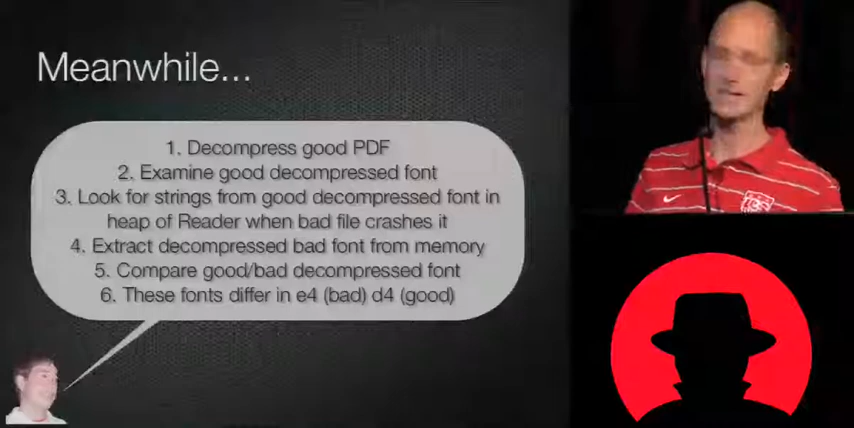 Meanwhile...
1. Decompress good PDF
2. Examine good decompressed font
3. Look for strings from good decompressed font in
heap of Reader when bad file crashes it
4. Extract decompressed bad font from memory
5. Compare good/bad decompressed font
6. These fonts differ in e4 (bad) d4 (good)